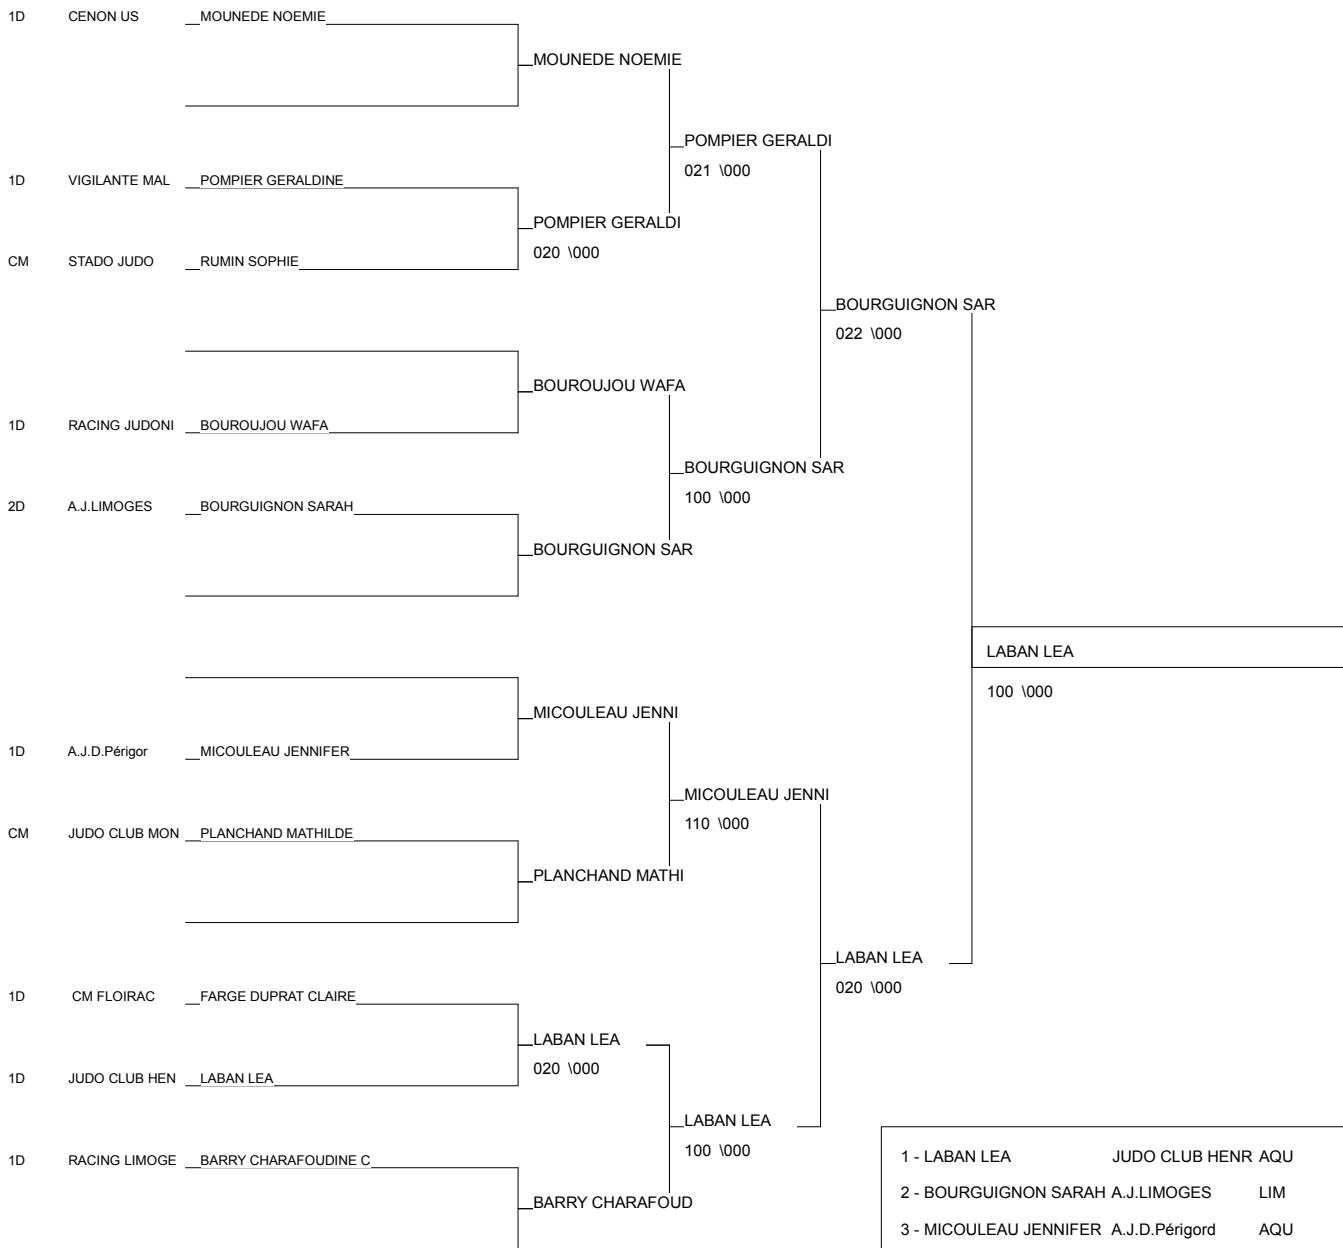 1D CENON US MOUNEDE NOEMIE
MOUNEDE NOEMIE
POMPIER GERALDI
021 \000
1D VIGILANTE MAL POMPIER GERALDINE
POMPIER GERALDI
020 \000
CM STADO JUDO RUMIN SOPHIE
BOURGUIGNON SAR
022 \000
BOUROUJOU WAFA
1D RACING JUDONI BOUROUJOU WAFA
BOURGUIGNON SAR
100 \000
2D A.J.LIMOGES BOURGUIGNON SARAH
BOURGUIGNON SAR
LABAN LEA
100 \000
MICOULEAU JENNI
1D A.J.D.Périgor MICOULEAU JENNIFER
MICOULEAU JENNI
110 \000
CM JUDO CLUB MON PLANCHAND MATHILDE
PLANCHAND MATHI
LABAN LEA
020 \000
1D CM FLOIRAC FARGE DUPRAT CLAIRE
LABAN LEA
020 \000
1D JUDO CLUB HEN LABAN LEA
LABAN LEA
100 \000
1D RACING LIMOGE BARRY CHARAFOUDINE C
BARRY CHARAFOUD
1 - LABAN LEA JUDO CLUB HENR AQU
2 - BOURGUIGNON SARAH A.J.LIMOGES LIM
3 - MICOULEAU JENNIFER A.J.D.Périgord AQU